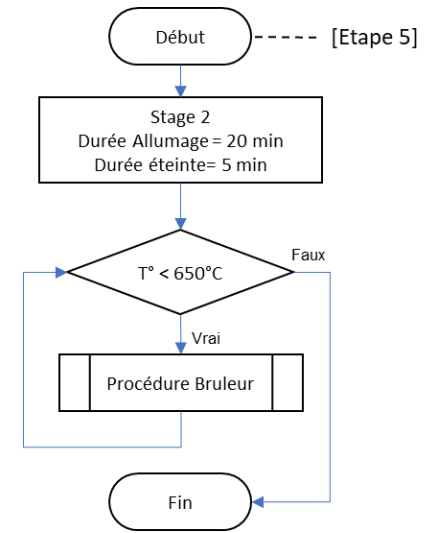 Début
[Etape 5]
Stage 2
Durée Allumage = 20 min
Durée éteinte= 5 min
T° < 650°C
Faux
Vrai
Procédure Bruleur
Fin